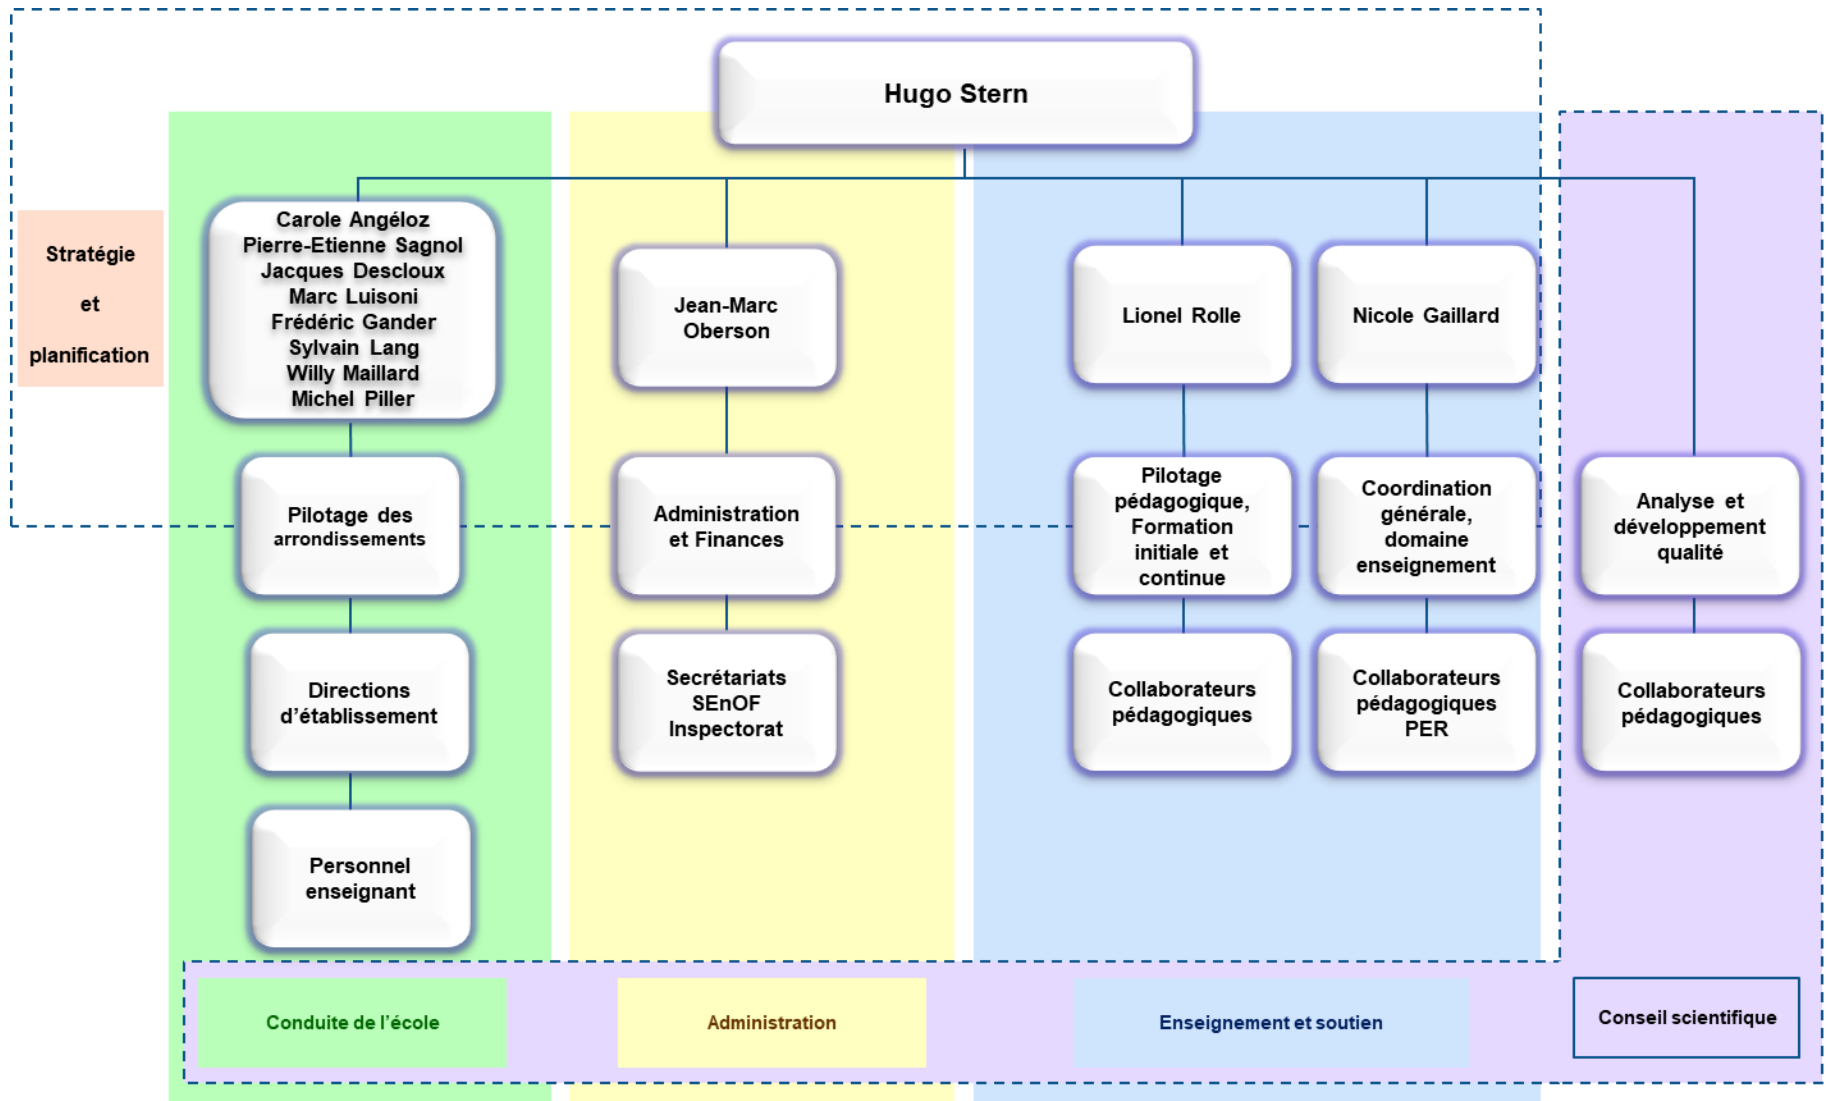 Hugo Stern
Stratégie
et
planification
Carole Angéloz
Pierre-Etienne Sagnol
Jacques Descloux
Marc Luisoni
Frédéric Gander
Sylvain Lang
Willy Maillard
Michel Piller
Jean-Marc
Oberson
Lionel Rolle
Nicole Gaillard
Pilotage des
arrondissements
Administration
et Finances
Pilotage
pédagogique,
Formation
initiale et
continue
Coordination
générale,
domaine
enseignement
Analyse et
développement
qualité
Directions
d’établissement
Secrétariats
SEnOF
Inspectorat
Collaborateurs
pédagogiques
Collaborateurs
pédagogiques
PER
Collaborateurs
pédagogiques
Personnel
enseignant
Conduite de l’école
Administration
Enseignement et soutien
Conseil scientifique